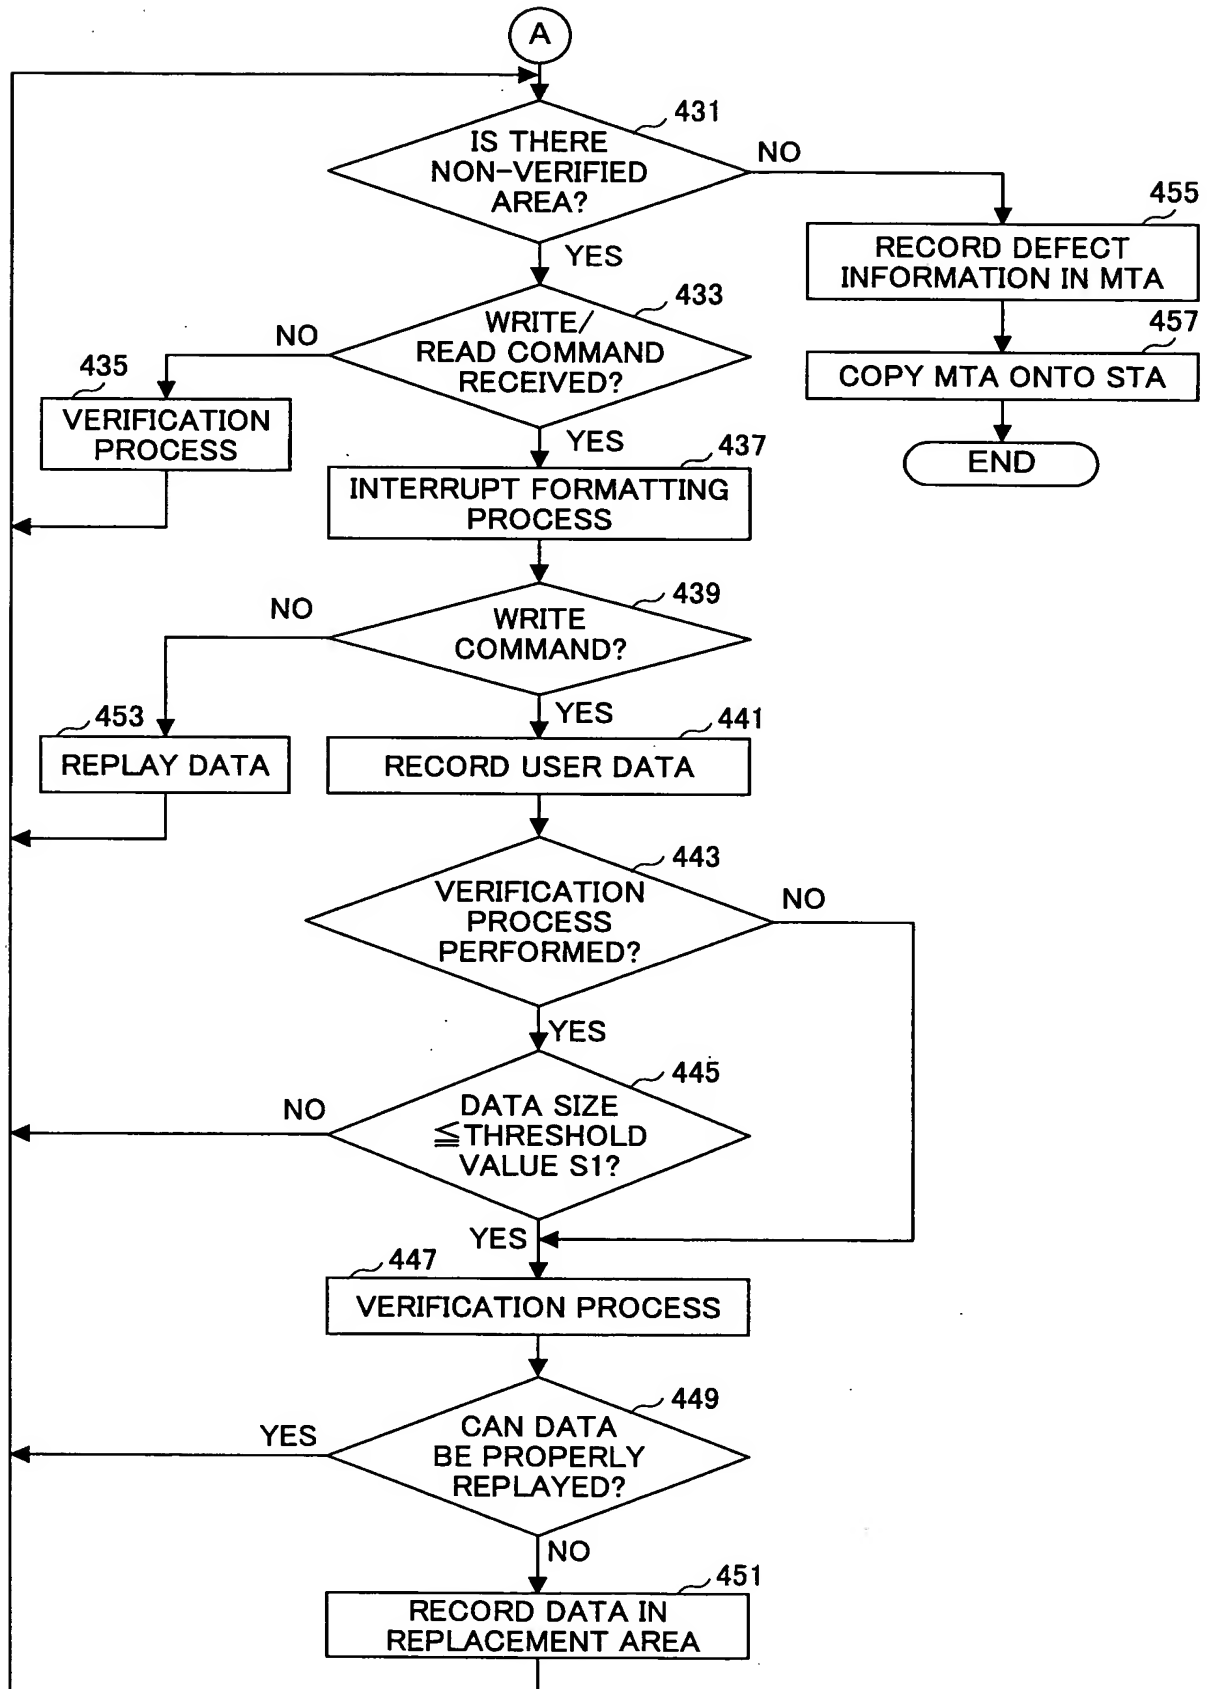 A
431
IS THERE
NON-VERIFIED
AREA?
NO
YES
455
RECORD DEFECT
INFORMATION IN MTA
433
WRITE/
READ COMMAND
RECEIVED?
NO
YES
457
COPY MTA ONTO STA
END
435
VERIFICATION
PROCESS
437
INTERRUPT FORMATTING
PROCESS
439
WRITE
COMMAND?
NO
YES
453
REPLAY DATA
441
RECORD USER DATA
443
VERIFICATION
PROCESS
PERFORMED?
NO
YES
445
DATA SIZE
≦THRESHOLD
VALUE S1?
NO
YES
447
VERIFICATION PROCESS
449
CAN DATA
BE PROPERLY
REPLAYED?
YES
NO
451
RECORD DATA IN
REPLACEMENT AREA